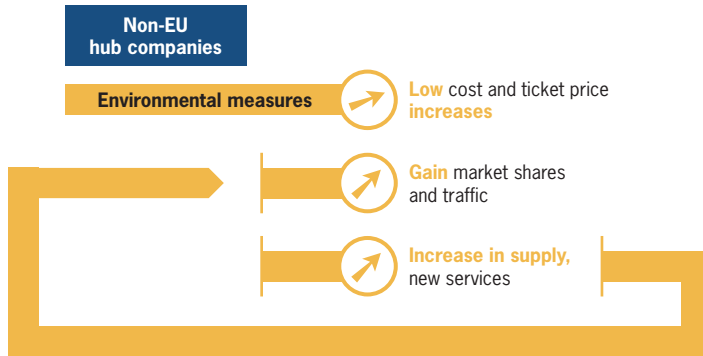 Non-EU
hub companies
Environmental measures
Low cost and ticket price
increases
Gain market shares
and traffic
Increase in supply,
new services